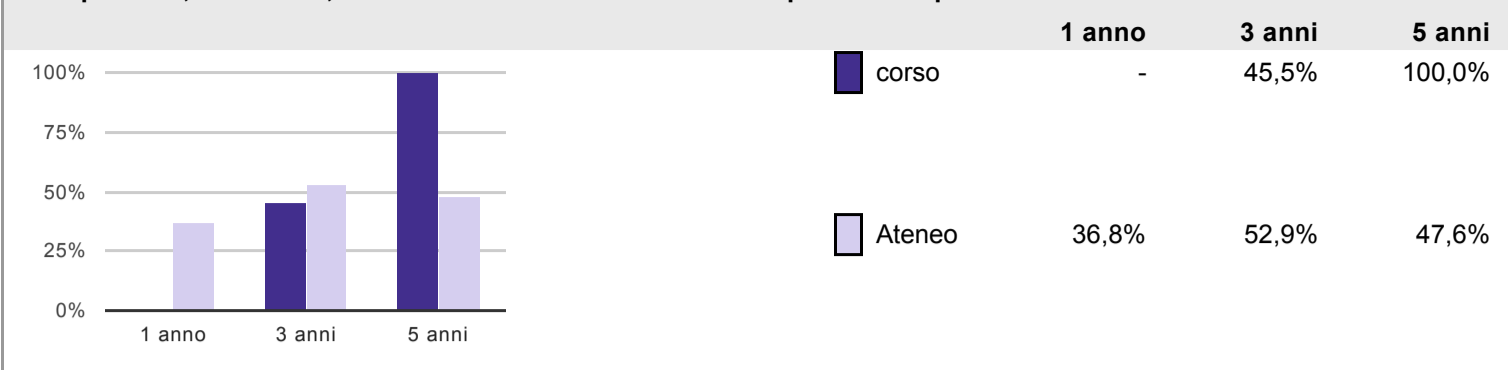 1 anno 3 anni 5 anni
100%
75%
50%
25%
0%
1 anno 3 anni 5 anni
corso - 45,5% 100,0%
Ateneo 36,8% 52,9% 47,6%